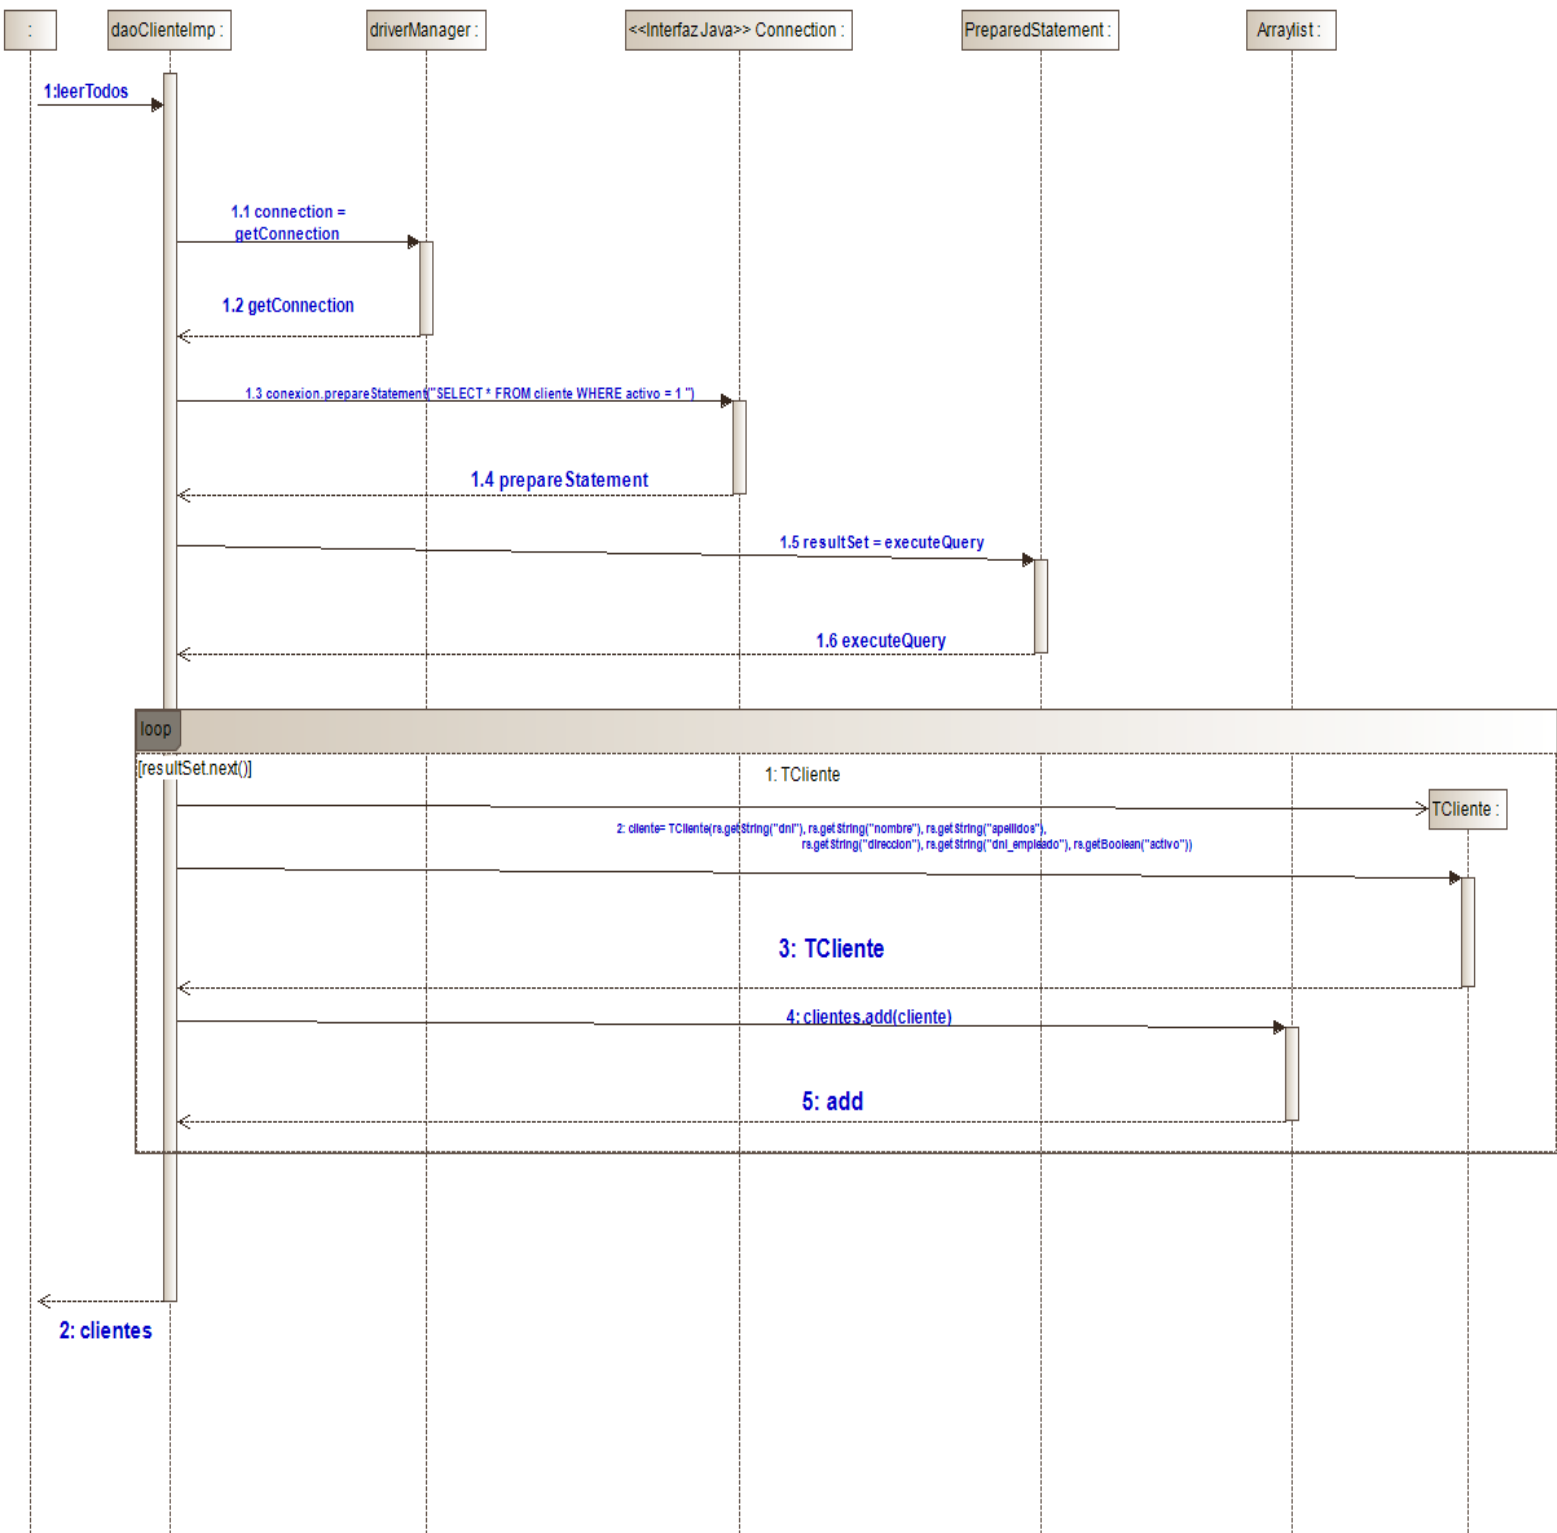 :
daoClienteImp :
driverManager :
<<Interfaz Java>> Connection :
PreparedStatement :
Arraylist :
1:leerTodos
1.1 connection =
getConnection
1.2 getConnection
1.3 conexion.prepareStatement("SELECT * FROM cliente WHERE activo = 1 ")
1.4 prepareStatement
1.5 resultSet = executeQuery
1.6 executeQuery
loop
[resultSet.next()]
1: TCliente
TCliente :
2: cliente= TCliente(rs.getString("dni"), rs.getString("nombre"), rs.getString("apellidos"),
rs.getString("direccion"), rs.getString("dni_empleado"), rs.getBoolean("activo"))
3: TCliente
4: clientes.add(cliente)
5: add
2: clientes